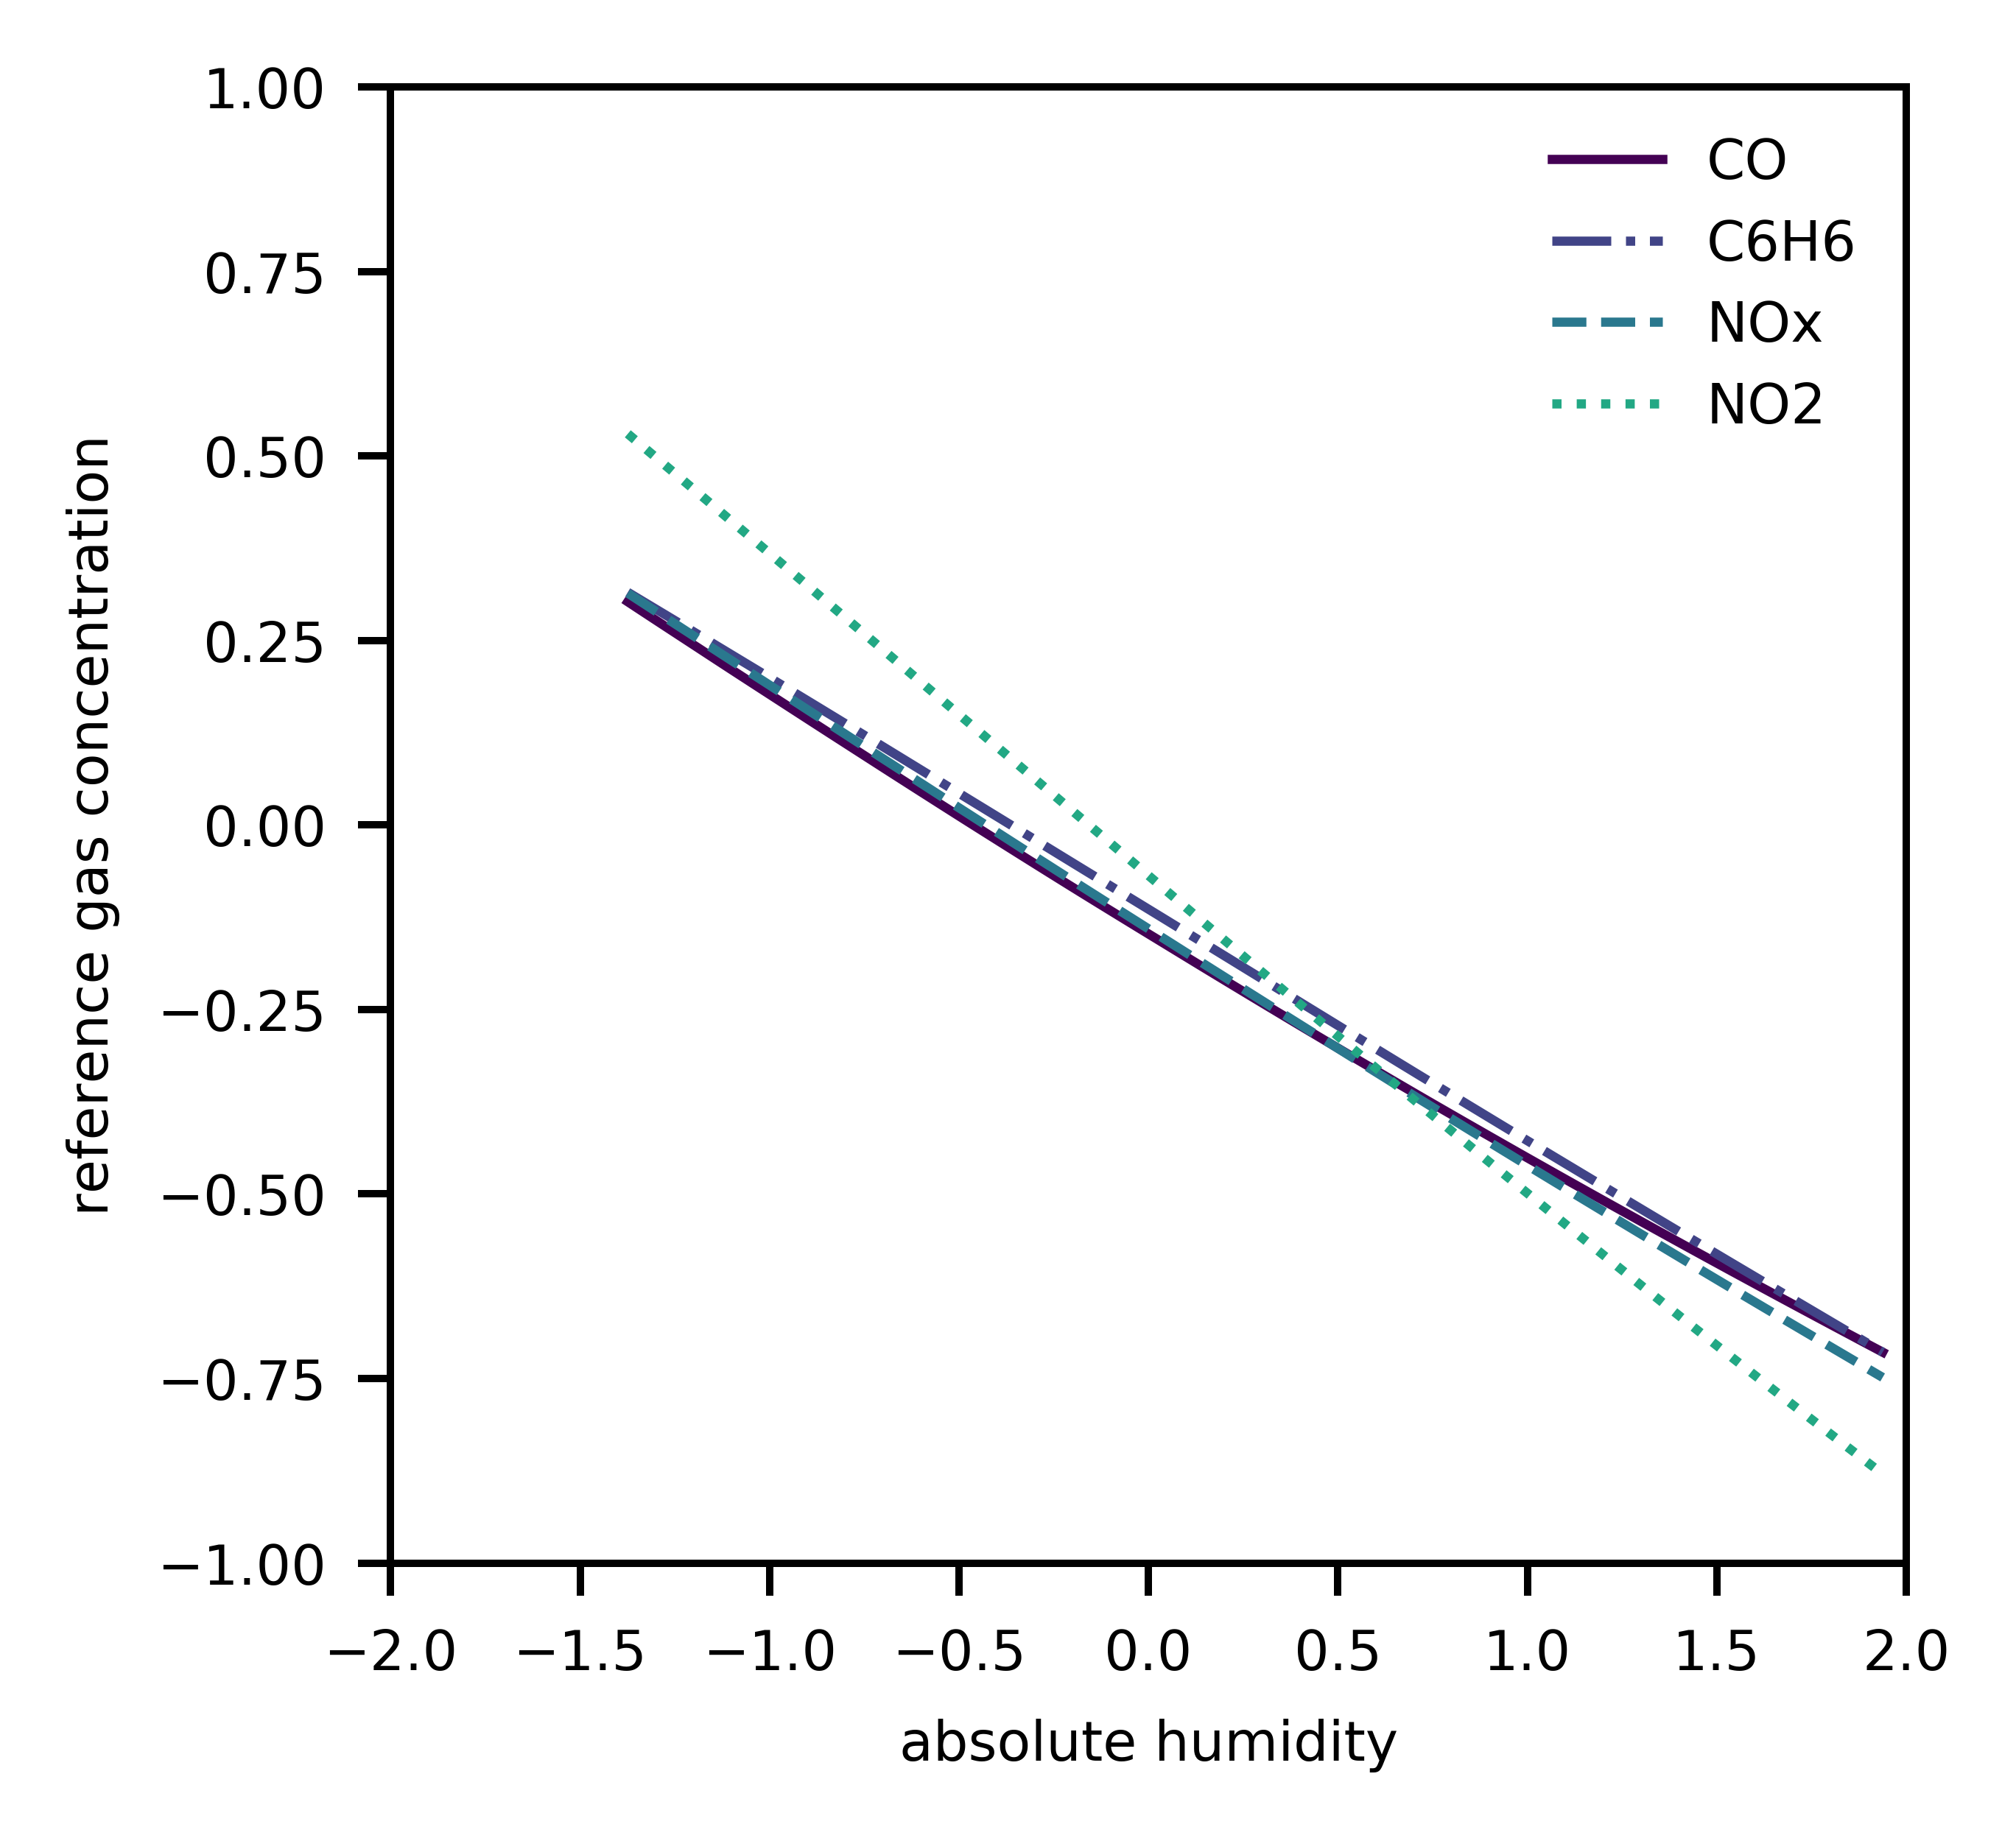 1.00
0.75
0.50
0.25
0.00
−0.25
−0.50
−0.75
−1.00
reference gas concentration
CO
C6H6
NOx
NO2
−2.0 −1.5 −1.0 −0.5 0.0 0.5 1.0 1.5 2.0
absolute humidity